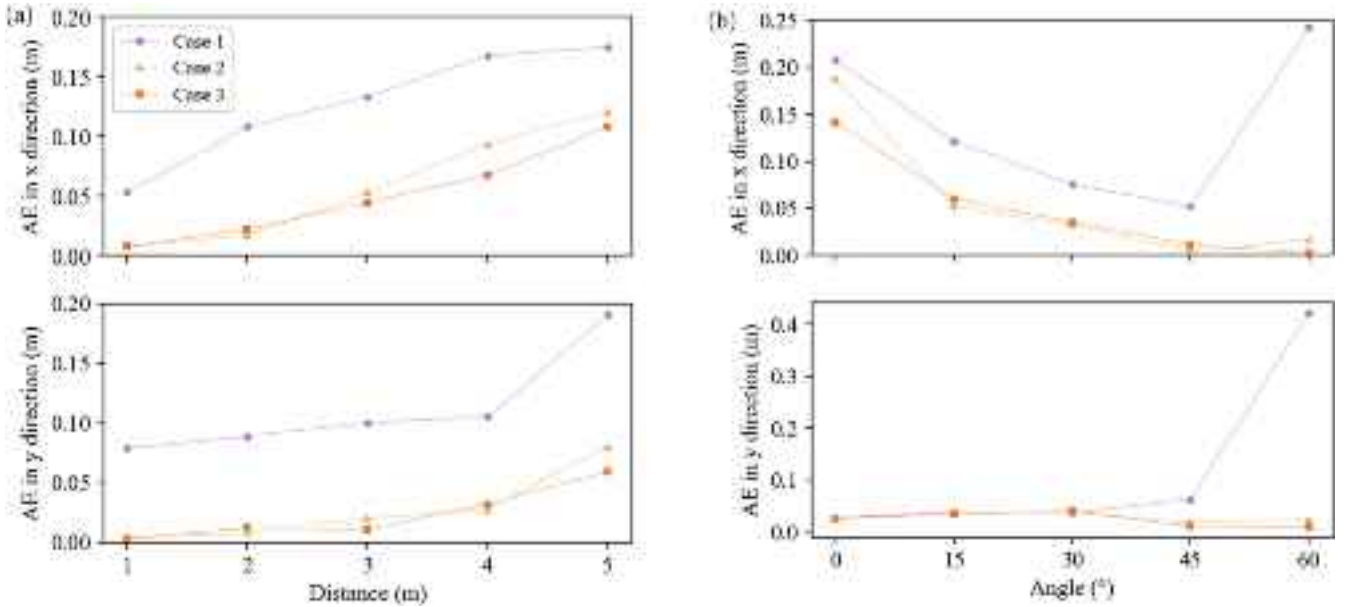 (a)
0.20
0.15
0.10
0.05
0.00
AE in x direction (m)
Case 1
Case 2
Case 3
0.20
0.15
0.10
0.05
0.00
AE in y direction (m)
1 2 3 4 5
Distance (m)
(b)
0.25
0.20
0.15
0.10
0.05
0.00
AE in x direction (m)
0.4
0.3
0.2
0.1
0.0
AE in y direction (m)
0 15 30 45 60
Angle (°)